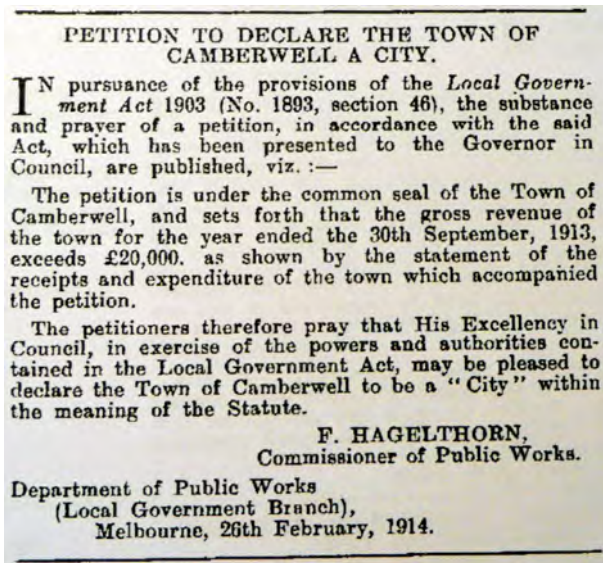 PETITION TO DECLARE THE TOWN OF
CAMBERWELL A CITY.
IN pursuance of the provisions of the Local Govern-
ment Act 1903 (No. 1893, section 46), the substance
and prayer of a petition, in accordance with the said
Act, which has been presented to the Governor in
Council, are published, viz. :—
The petition is under the common seal of the Town of
Camberwell, and sets forth that the gross revenue of
the town for the year ended the 30th September, 1913,
exceeds £20,000. as shown by the statement of the
receipts and expenditure of the town which accompanied
the petition.
The petitioners therefore pray that His Excellency in
Council, in exercise of the powers and authorities con-
tained in the Local Government Act, may be pleased to
declare the Town of Camberwell to be a “ City ” within
the meaning of the Statute.
F. HAGELTHORN,
Commissioner of Public Works.
Department of Public Works
(Local Government Branch),
Melbourne, 26th February, 1914.